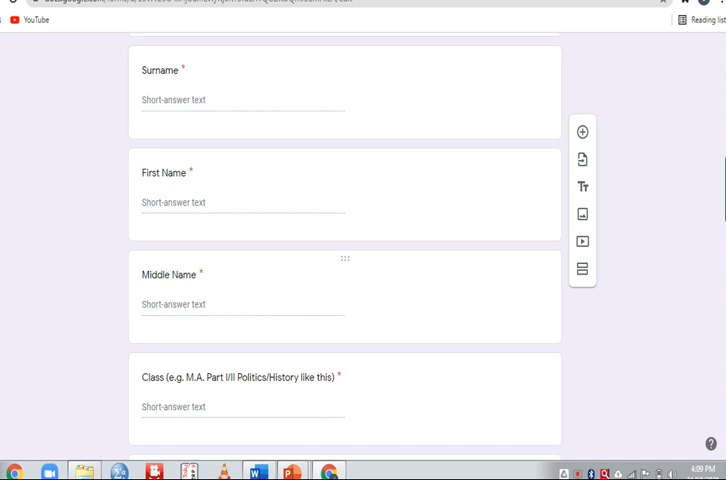 YouTube
Reading list
Surname *
Short-answer text
First Name *
Short-answer text
Middle Name *
Short-answer text
Class (e.g. M.A. Part I/II Politics/History like this) *
Short-answer text
Tт
4:09 PM